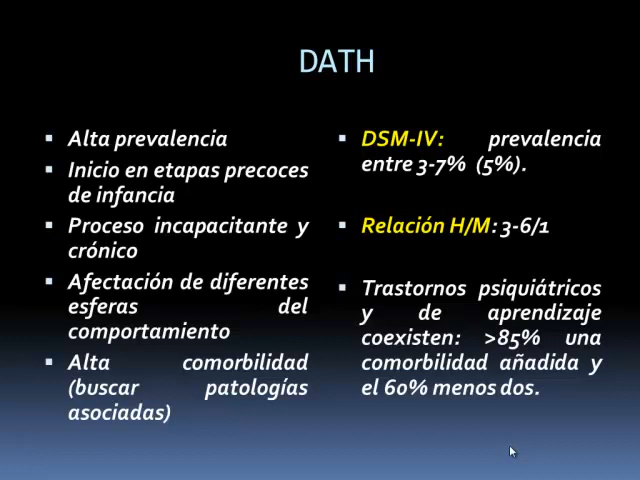 DATH
Alta prevalencia
Inicio en etapas precoces
de infancia
Proceso incapacitante y
crónico
Afectación de diferentes
esferas del
comportamiento
Alta comorbilidad
(buscar patologías
asociadas)
DSM-IV: prevalencia
entre 3-7% (5%).
Relación H/M: 3-6/1
Trastornos psiquiátricos
y de aprendizaje
coexisten: >85% una
comorbilidad añadida y
el 60% menos dos.